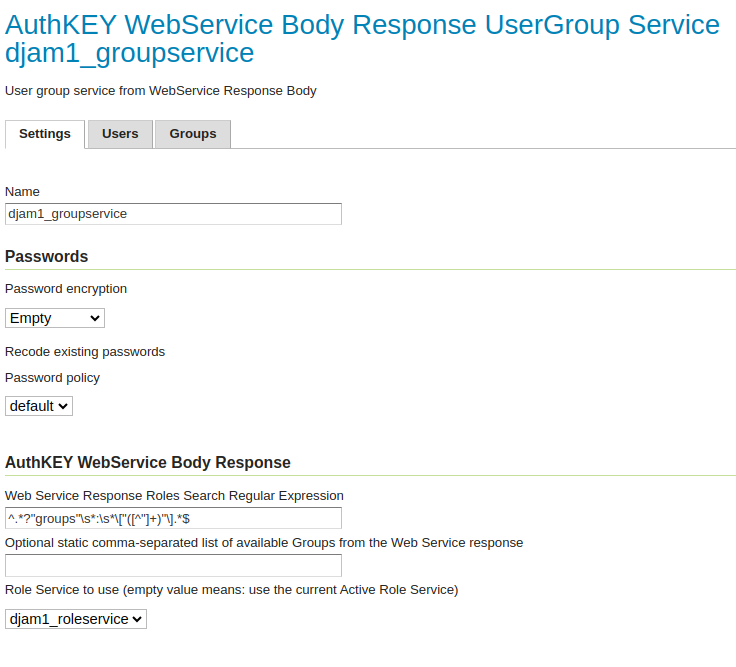 AuthKEY WebService Body Response UserGroup Service
djam1_groupservice
User group service from WebService Response Body
Settings Users Groups
Name
djam1_groupservice
Passwords
Password encryption
Empty
Recode existing passwords
Password policy
default
AuthKEY WebService Body Response
Web Service Response Roles Search Regular Expression
^.*?"groups"\s*:\s*\["([^"]+)"\].*$
Optional static comma-separated list of available Groups from the Web Service response
Role Service to use (empty value means: use the current Active Role Service)
djam1_roleservice